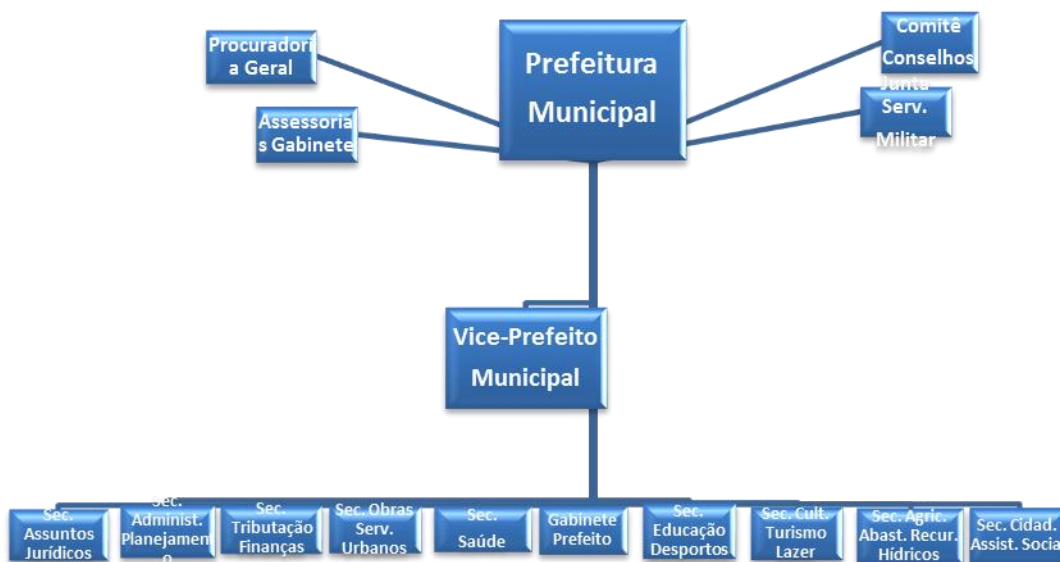 Procuradori
a Geral
Prefeitura
Municipal
Comitê
Conselhos
Junta
Serv.
Militar
Assessoria
s Gabinete
Vice-Prefeito
Municipal
Sec.
Assuntos
Jurídicos
Sec.
Administ.
Planejament
o
Sec.
Tributação
Finanças
Sec. Obras
Serv.
Urbanos
Sec.
Saúde
Gabinete
Prefeito
Sec.
Educação
Desportos
Sec. Cult.
Turismo
Lazer
Sec. Agric.
Abast. Recur.
Hídricos
Sec. Cidad.
Assist. Social